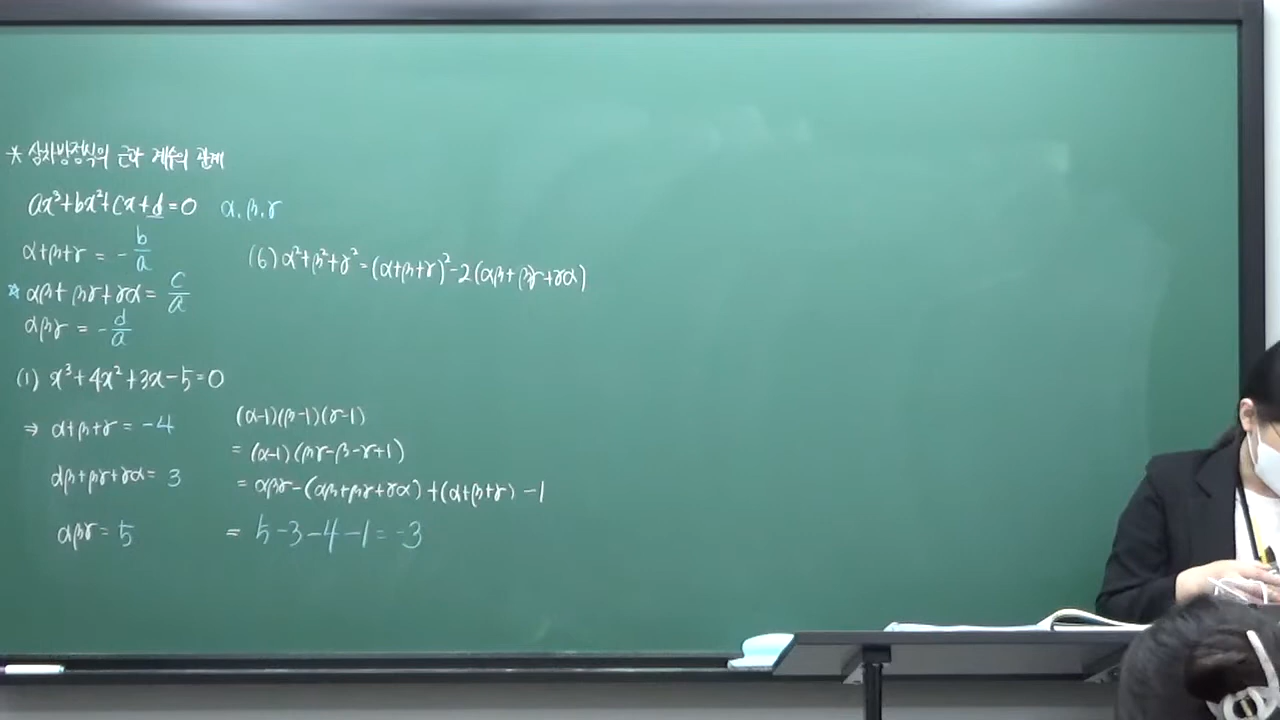 * 삼차방정식의 근과 계수의 관계
ax³+bx²+cx+d=0 α, β, γ
α+β+γ = -b/a
☆ αβ+βγ+γα = c/a
αβγ = -d/a
(6) α²+β²+γ² = (α+β+γ)²-2(αβ+βγ+γα)
(1) x³+4x²+3x-5=0
⇒ α+β+γ = -4
αβ+βγ+γα = 3
αβγ = 5
(α-1)(β-1)(γ-1)
= (α-1)(βγ-β-γ+1)
= αβγ-(αβ+βγ+γα)+(α+β+γ)-1
= 5-3-4-1=-3